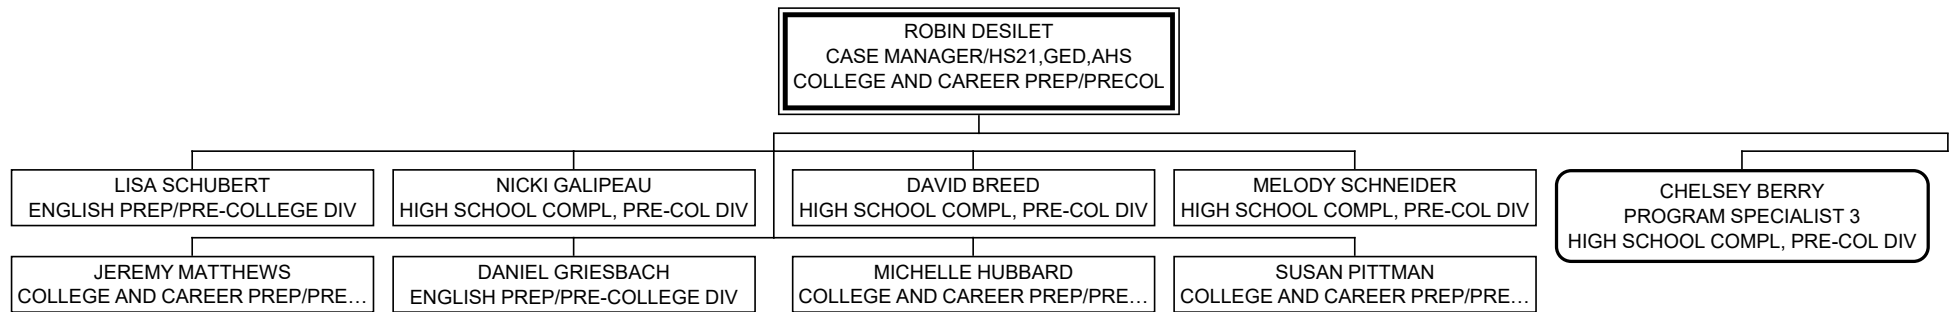 ROBIN DESILET
CASE MANAGER/HS21,GED,AHS
COLLEGE AND CAREER PREP/PRECOL
LISA SCHUBERT
ENGLISH PREP/PRE-COLLEGE DIV
NICKI GALIPEAU
HIGH SCHOOL COMPL, PRE-COL DIV
DAVID BREED
HIGH SCHOOL COMPL, PRE-COL DIV
MELODY SCHNEIDER
HIGH SCHOOL COMPL, PRE-COL DIV
CHELSEY BERRY
PROGRAM SPECIALIST 3
HIGH SCHOOL COMPL, PRE-COL DIV
JEREMY MATTHEWS
COLLEGE AND CAREER PREP/PRE…
DANIEL GRIESBACH
ENGLISH PREP/PRE-COLLEGE DIV
MICHELLE HUBBARD
COLLEGE AND CAREER PREP/PRE…
SUSAN PITTMAN
COLLEGE AND CAREER PREP/PRE…